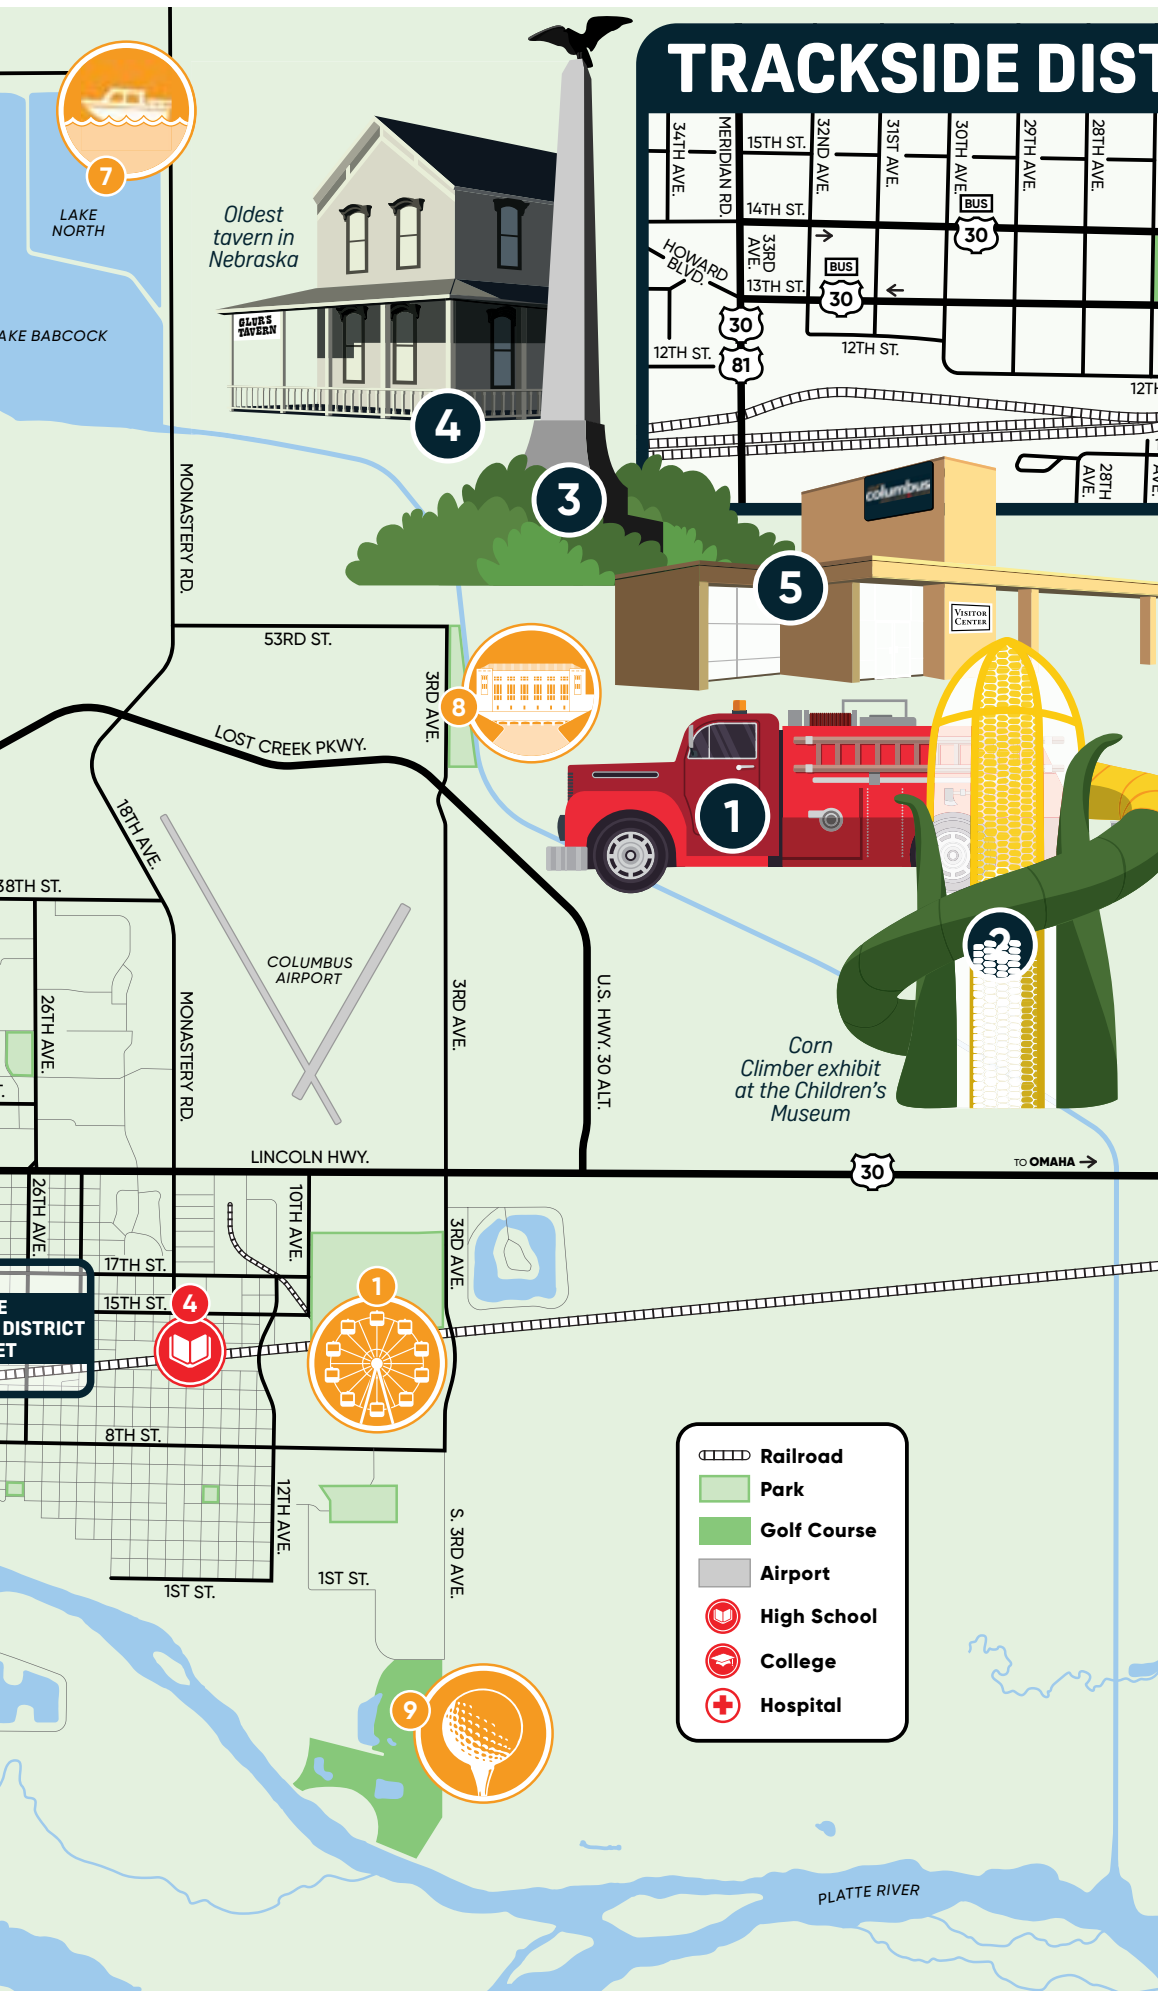 7
LAKE
NORTH
AKE BABCOCK
Oldest
tavern in
Nebraska
GLUR'S
TAVERN
4
3
5
columbus
VISITOR
CENTER
TRACKSIDE DIST
34TH AVE.
MERIDIAN RD.
15TH ST.
32ND AVE.
31ST AVE.
30TH AVE.
29TH AVE.
28TH AVE.
BUS
30
14TH ST.
33RD
AVE.
HOWARD
BLVD.
13TH ST.
BUS
30
30
81
12TH ST.
12TH ST.
12TH
28TH
AVE.
AVE.
MONASTERY RD.
53RD ST.
3RD AVE.
8
LOST CREEK PKWY.
18TH AVE.
38TH ST.
1
2
COLUMBUS
AIRPORT
26TH AVE.
MONASTERY RD.
3RD AVE.
U.S. HWY. 30 ALT.
Corn
Climber exhibit
at the Children's
Museum
LINCOLN HWY.
30
TO OMAHA
26TH AVE.
10TH AVE.
3RD AVE.
17TH ST.
15TH ST.
4
1
E
DISTRICT
ET
8TH ST.
12TH AVE.
S. 3RD AVE.
1ST ST.
1ST ST.
9
Railroad
Park
Golf Course
Airport
High School
College
Hospital
PLATTE RIVER